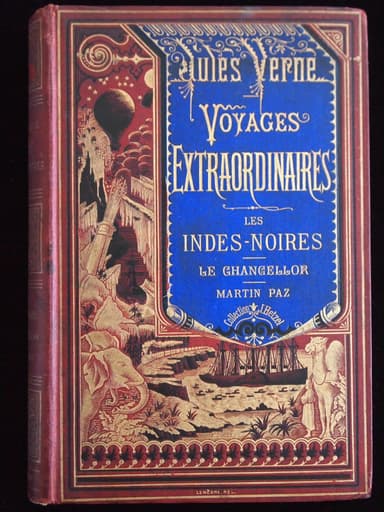 Jules Verne
VOYAGES
EXTRAORDINAIRES
LES
INDES-NOIRES
LE CHANCELLOR
MARTIN PAZ
Collection J. Hetzel